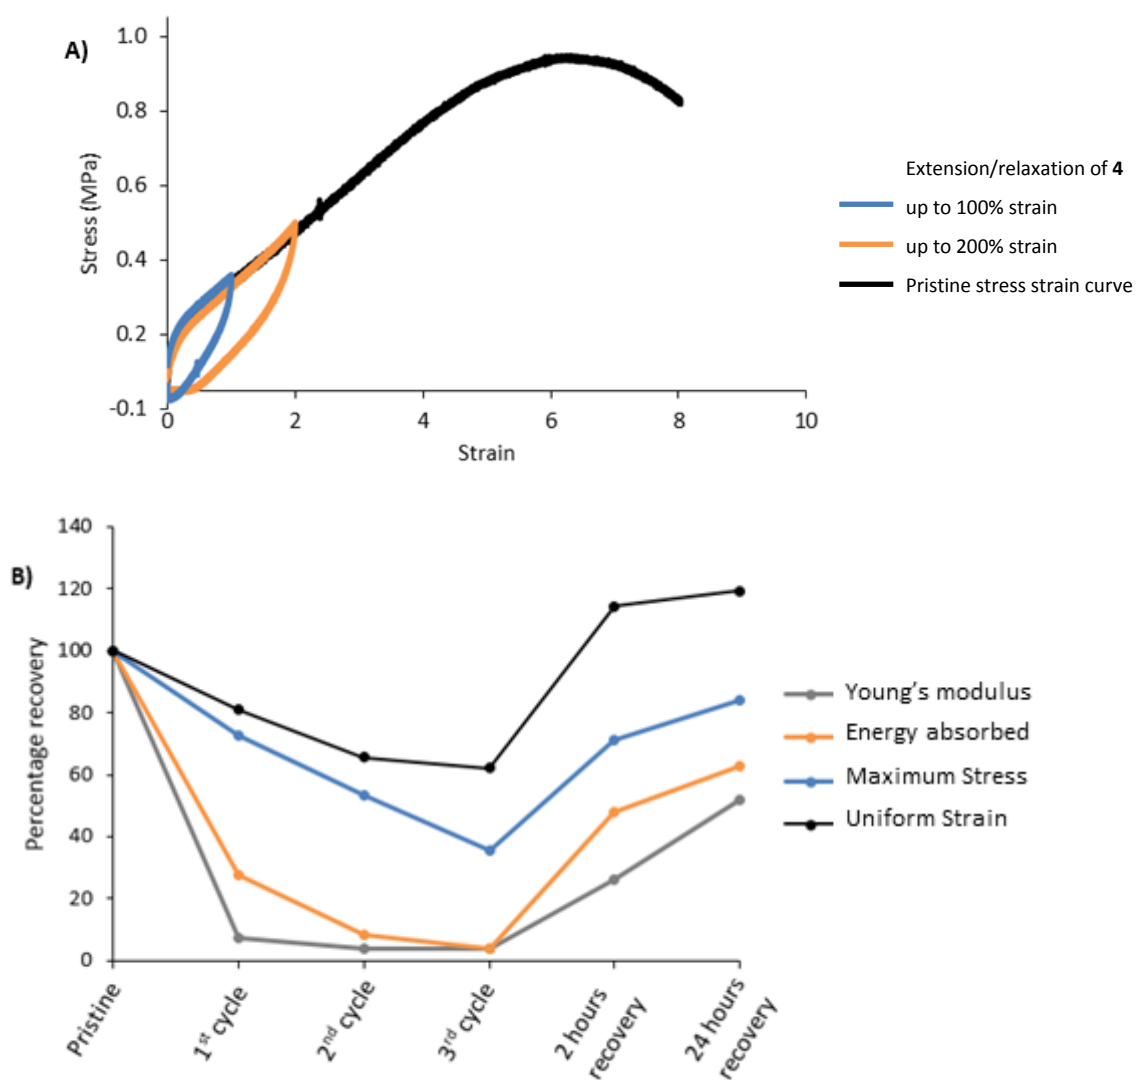 A)
Stress (MPa)
1.0
0.8
0.6
0.4
0.2
-0.1
0 2 4 6 8 10
Strain
Extension/relaxation of 4
up to 100% strain
up to 200% strain
Pristine stress strain curve
B)
Percentage recovery
140
120
100
80
60
40
20
0
Pristine
1st cycle
2nd cycle
3rd cycle
2 hours
recovery
24 hours
recovery
Young's modulus
Energy absorbed
Maximum Stress
Uniform Strain